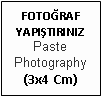 FOTOĞRAF
YAPIŞTIRINIZ
Paste
Photography
(3x4 Cm)